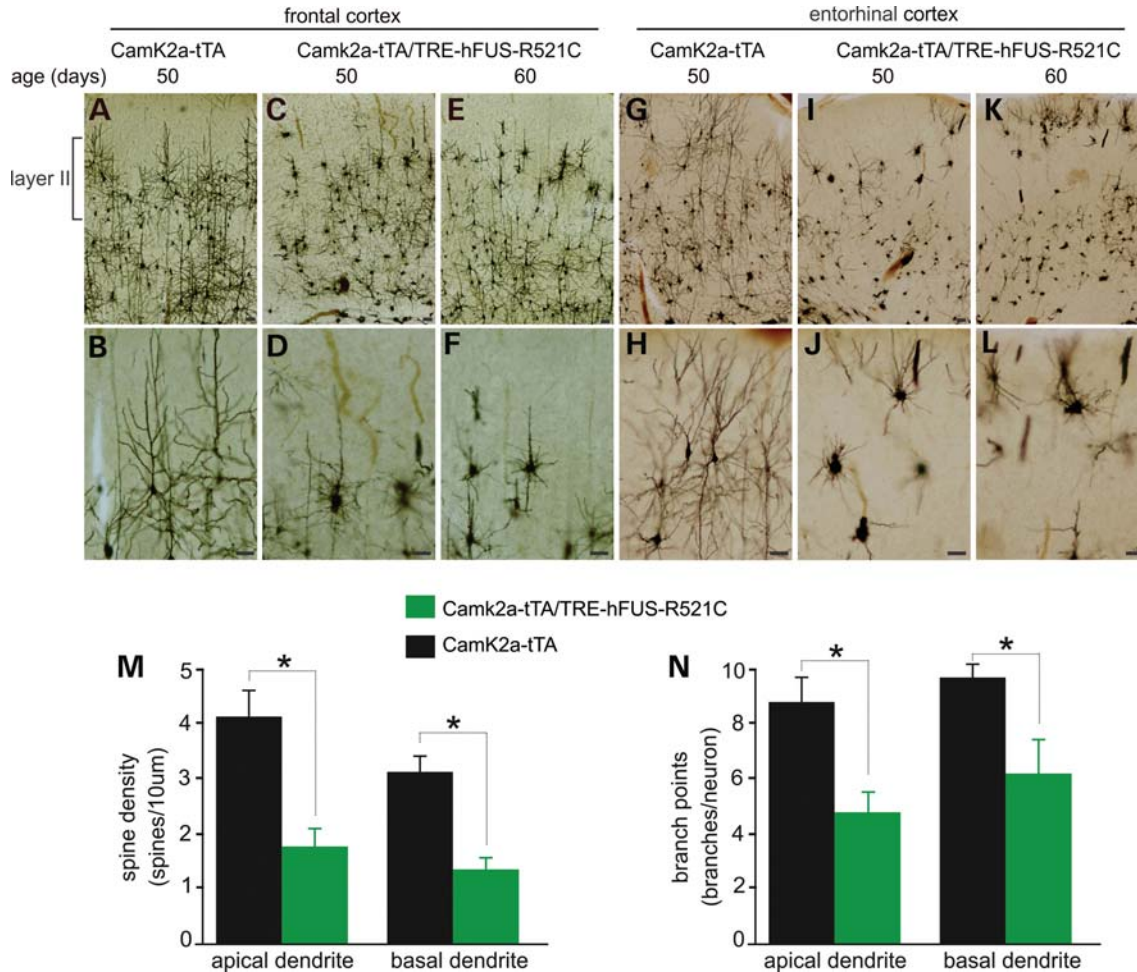 frontal cortex entorhinal cortex
CamK2a-tTA Camk2a-tTA/TRE-hFUS-R521C CamK2a-tTA Camk2a-tTA/TRE-hFUS-R521C
age (days) 50 50 60 50 50 60
A C E G I K
layer II
B D F H J L
Camk2a-tTA/TRE-hFUS-R521C
CamK2a-tTA
M
spine density
(spines/10um)
5
4
3
2
1
0
* *
apical dendrite basal dendrite
N
branch points
(branches/neuron)
10
8
6
4
2
0
* *
apical dendrite basal dendrite